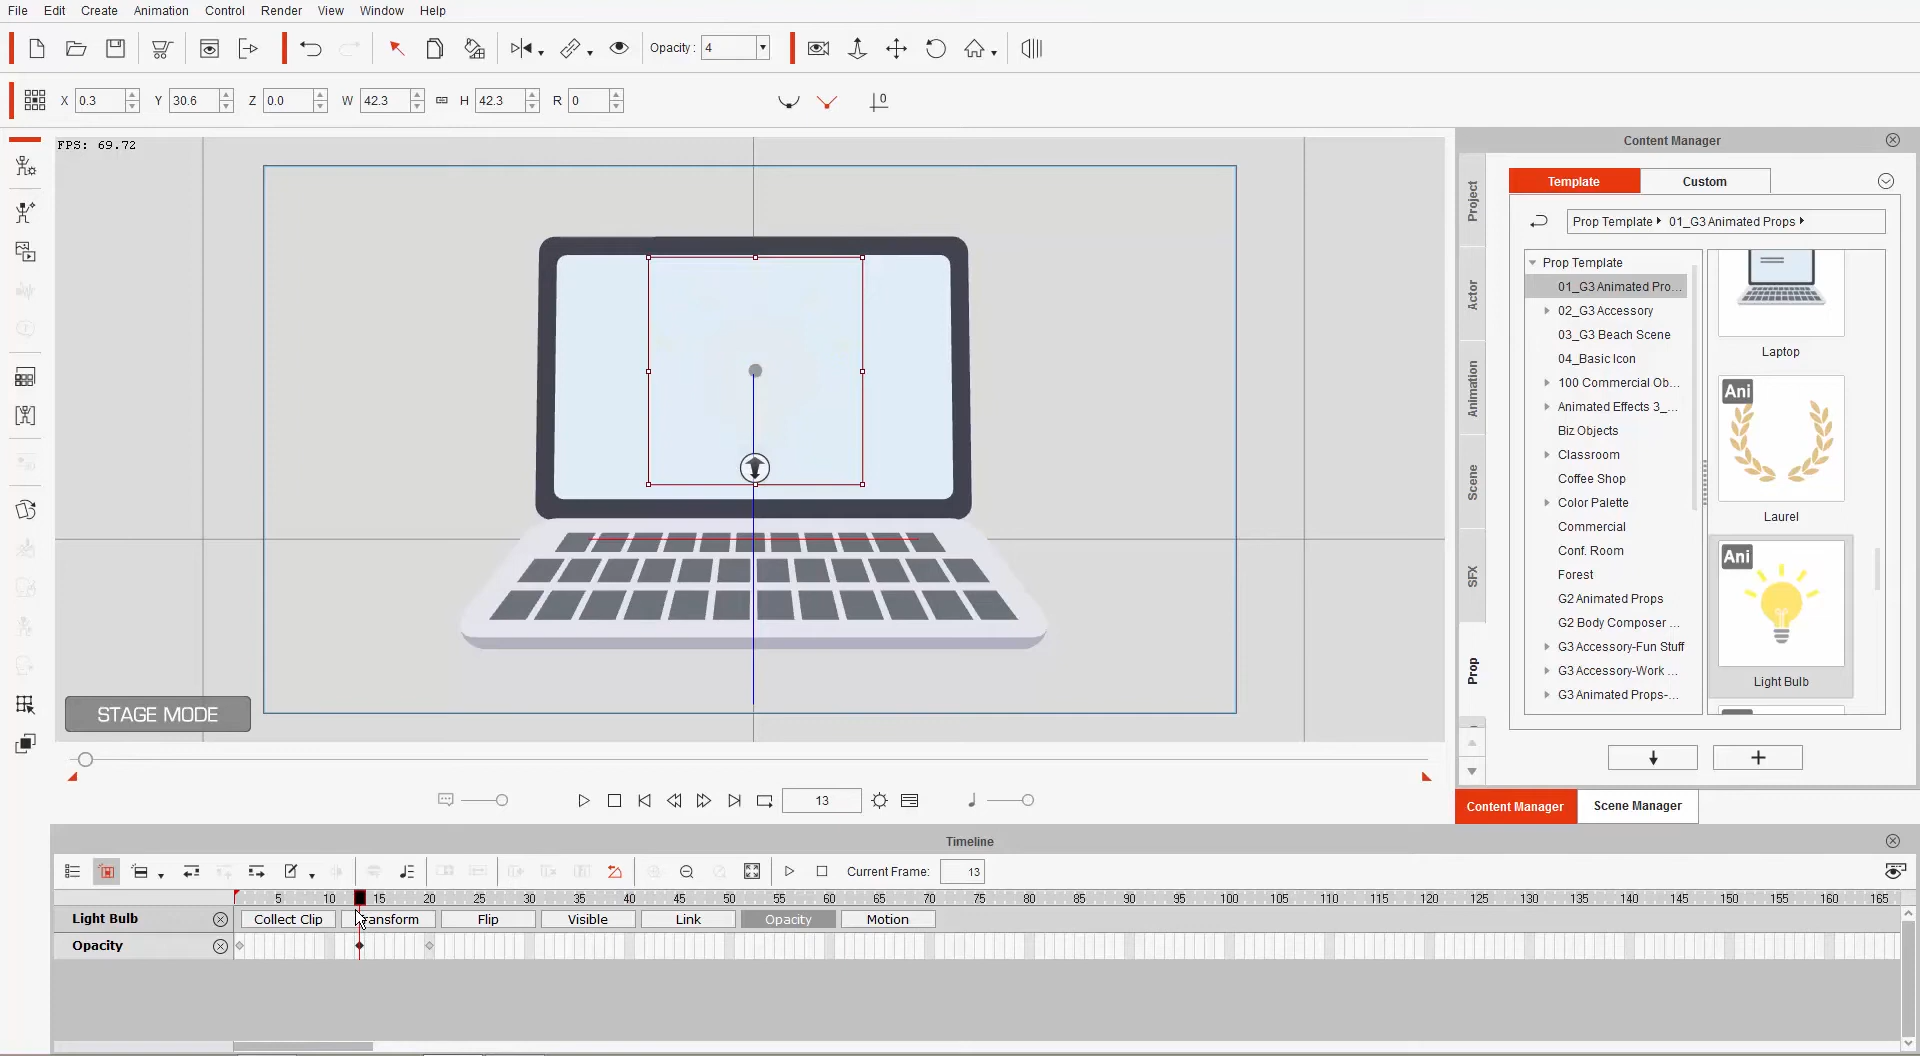 File Edit Create Animation Control Render View Window Help
Opacity : 4
X 0.3 Y 30.6 Z 0.0 W 42.3 H 42.3 R 0
0
FPS: 69.72
STAGE MODE
Content Manager
Template Custom
Prop Template 01_G3 Animated Props
Project
Actor
Animation
Scene
SFX
Prop
Prop Template
01_G3 Animated Pro...
02_G3 Accessory
03_G3 Beach Scene
04_Basic Icon
100 Commercial Ob...
Animated Effects 3_...
Biz Objects
Classroom
Coffee Shop
Color Palette
Commercial
Conf. Room
Forest
G2 Animated Props
G2 Body Composer ...
G3 Accessory-Fun Stuff
G3 Accessory-Work ...
G3 Animated Props-...
Laptop
Ani
Laurel
Ani
Light Bulb
Content Manager Scene Manager
13
Timeline
Current Frame: 13
5 10 15 20 25 30 35 40 45 50 55 60 65 70 75 80 85 90 95 100 105 110 115 120 125 130 135 140 145 150 155 160 165
Light Bulb Collect Clip Transform Flip Visible Link Opacity Motion
Opacity